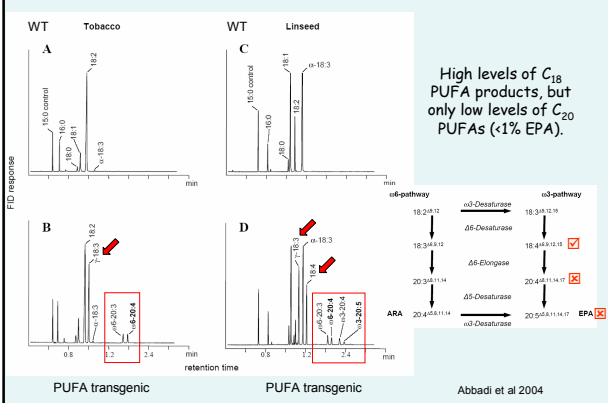 WT
Tobacco
WT
Linseed
A
15:0 control
16:0
18:0
18:1
18:2
α-18:3
min
C
15:0 control
16:0
18:0
18:1
18:2
α-18:3
min
FID response
B
18:2
γ-18:3
α-18:3
ω6-20:3
ω6-20:4
0.8
1.2
2.4
min
D
γ-18:3
α-18:3
18:4
ω6-20:3
ω6-20:4
ω3-20:4
ω3-20:5
0.8
1.2
2.4
min
retention time
PUFA transgenic
PUFA transgenic
High levels of C18
PUFA products, but
only low levels of C20
PUFAs (<1% EPA).
ω6-pathway
ω3-pathway
ω3-Desaturase
18:2Δ9,12
18:3Δ9,12,15
Δ6-Desaturase
18:3Δ6,9,12
18:4Δ6,9,12,15
Δ6-Elongase
20:3Δ8,11,14
20:4Δ8,11,14,17
Δ5-Desaturase
ARA
20:4Δ5,8,11,14
20:5Δ5,8,11,14,17
EPA
ω3-Desaturase
Abbadi et al 2004